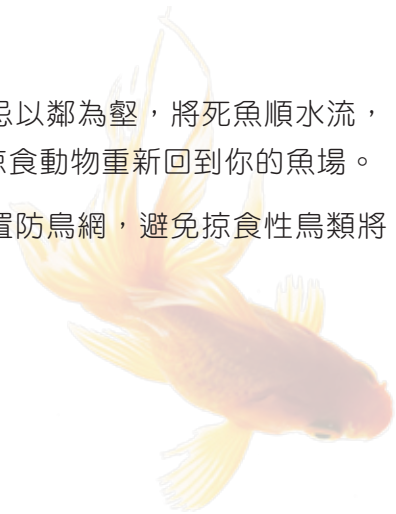 忌以鄰為壑，將死魚順水流，
掠食動物重新回到你的魚場。
置防鳥網，避免掠食性鳥類將